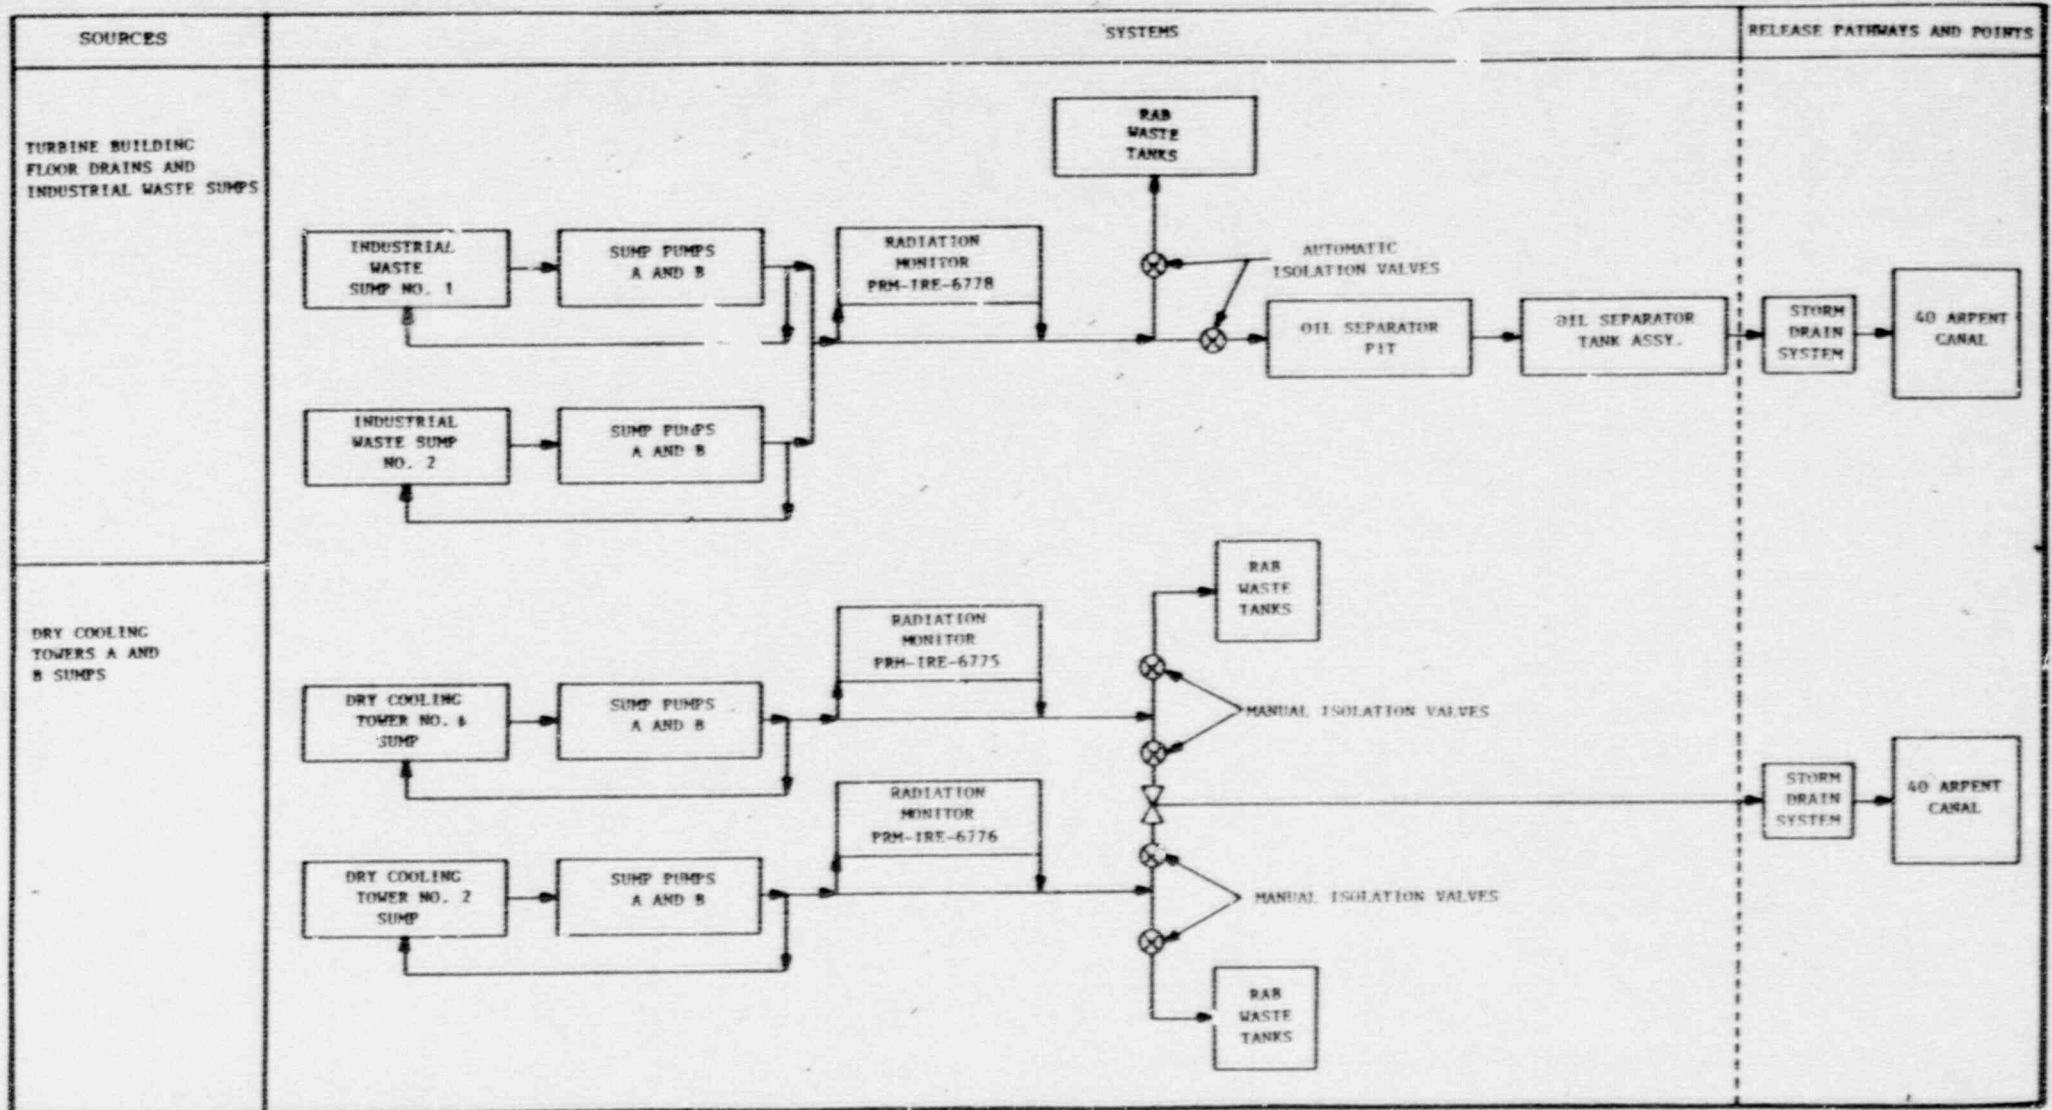 SOURCES
SYSTEMS
RELEASE PATHWAYS AND POINTS
TURBINE BUILDING
FLOOR DRAINS AND
INDUSTRIAL WASTE SUMPS
RAB
WASTE
TANKS
INDUSTRIAL
WASTE
SUMP NO. 1
SUMP PUMPS
A AND B
RADIATION
MONITOR
PRM-IRE-6778
AUTOMATIC
ISOLATION VALVES
OIL SEPARATOR
PIT
OIL SEPARATOR
TANK ASSY.
STORM
DRAIN
SYSTEM
40 ARPENT
CANAL
INDUSTRIAL
WASTE SUMP
NO. 2
SUMP PUMPS
A AND B
DRY COOLING
TOWERS A AND
B SUMPS
RAB
WASTE
TANKS
RADIATION
MONITOR
PRM-IRE-6775
DRY COOLING
TOWER NO.
SUMP
SUMP PUMPS
A AND B
MANUAL ISOLATION VALVES
RADIATION
MONITOR
PRM-IRE-6776
STORM
DRAIN
SYSTEM
40 ARPENT
CANAL
DRY COOLING
TOWER NO. 2
SUMP
SUMP PUMPS
A AND B
MANUAL ISOLATION VALVES
RAB
WASTE
TANKS